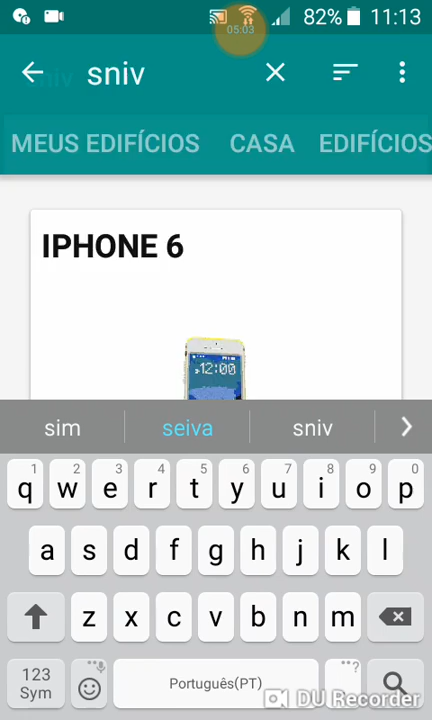 82% 11:13
05:03
sniv
MEUS EDIFÍCIOS CASA EDIFÍCIOS
IPHONE 6
12:00
sim seiva sniv
1 2 3 4 5 6 7 8 9 0
q w e r t y u i o p
a s d f g h j k l
z x c v b n m
123 Sym Português(PT) ?
DU Recorder